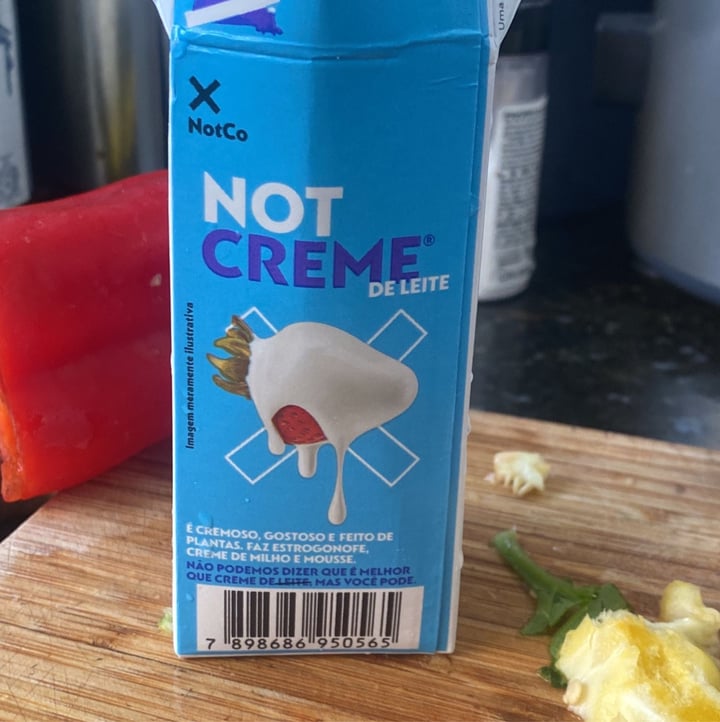 NotCo
NOT
CREME®
DE LEITE
Imagem meramente ilustrativa
É CREMOSO, GOSTOSO E FEITO DE
PLANTAS. FAZ ESTROGONOFE,
CREME DE MILHO E MOUSSE.
NÃO PODEMOS DIZER QUE É MELHOR
QUE CREME DE LEITE, MAS VOCÊ PODE.
7 898686 950565
Uma